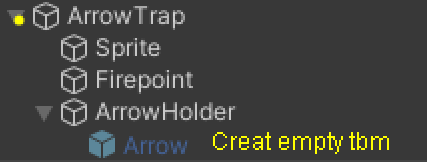 ArrowTrap
Sprite
Firepoint
ArrowHolder
Arrow Creat empty tbm